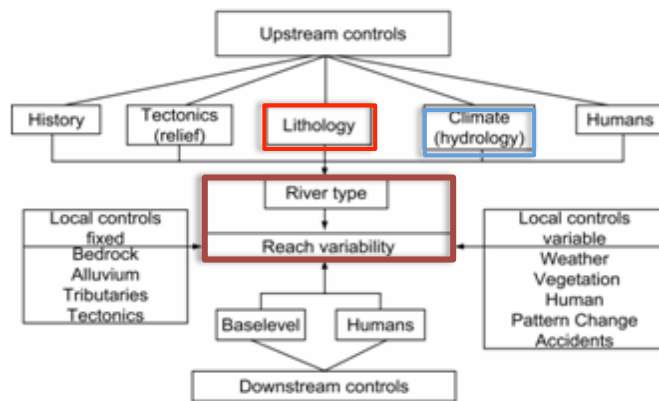 Upstream controls
History
Tectonics
(relief)
Lithology
Climate
(hydrology)
Humans
River type
Reach variability
Local controls
fixed
Bedrock
Alluvium
Tributaries
Tectonics
Local controls
variable
Weather
Vegetation
Human
Pattern Change
Accidents
Baselevel
Humans
Downstream controls